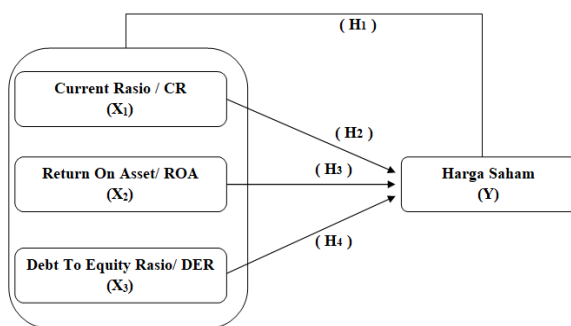 ( H1 )
Current Rasio / CR
(X1)
( H2 )
Return On Asset/ ROA
(X2)
( H3 )
Harga Saham
(Y)
( H4 )
Debt To Equity Rasio/ DER
(X3)